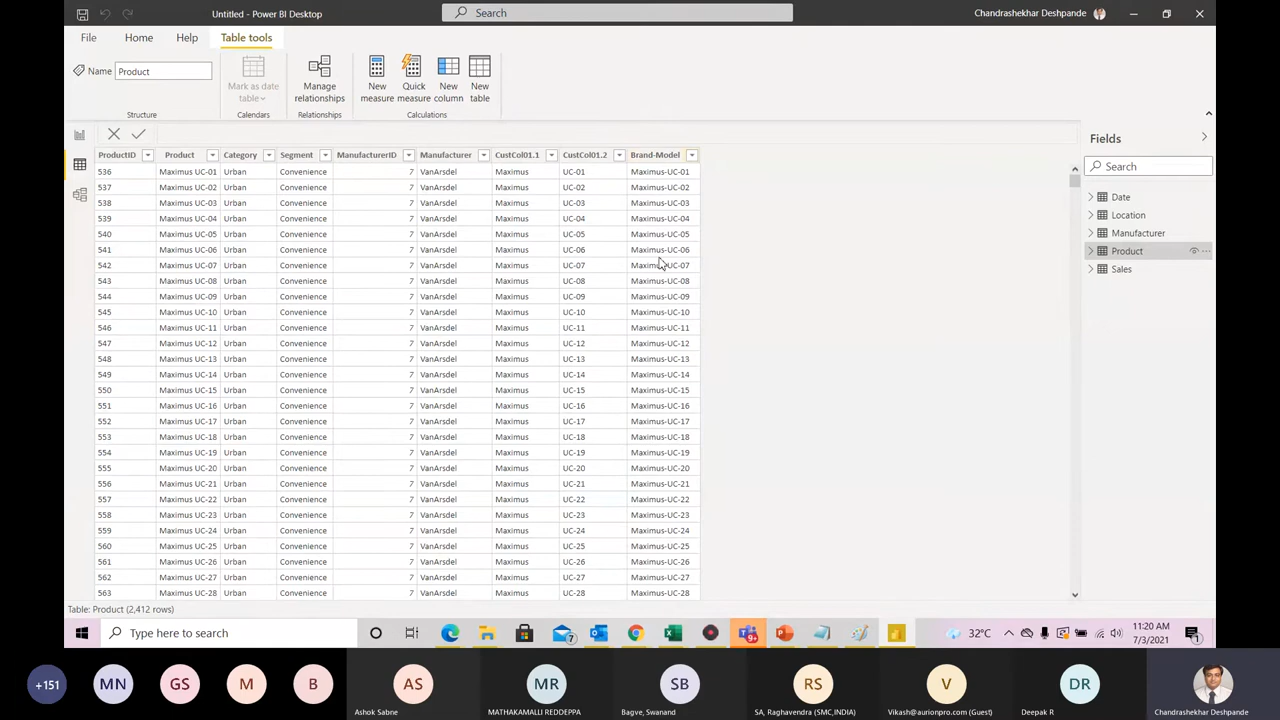 Untitled - Power BI Desktop
Search
Chandrashekhar Deshpande
File Home Help Table tools
Name Product
Mark as date table
Manage relationships
New measure
Quick measure
New column
New table
Structure Calendars Relationships Calculations
Fields
Search
Date
Location
Manufacturer
Product
Sales
ProductID Product Category Segment ManufacturerID Manufacturer CustCol01.1 CustCol01.2 Brand-Model
536 Maximus UC-01 Urban Convenience 7 VanArsdel Maximus UC-01 Maximus-UC-01
537 Maximus UC-02 Urban Convenience 7 VanArsdel Maximus UC-02 Maximus-UC-02
538 Maximus UC-03 Urban Convenience 7 VanArsdel Maximus UC-03 Maximus-UC-03
539 Maximus UC-04 Urban Convenience 7 VanArsdel Maximus UC-04 Maximus-UC-04
540 Maximus UC-05 Urban Convenience 7 VanArsdel Maximus UC-05 Maximus-UC-05
541 Maximus UC-06 Urban Convenience 7 VanArsdel Maximus UC-06 Maximus-UC-06
542 Maximus UC-07 Urban Convenience 7 VanArsdel Maximus UC-07 Maximus-UC-07
543 Maximus UC-08 Urban Convenience 7 VanArsdel Maximus UC-08 Maximus-UC-08
544 Maximus UC-09 Urban Convenience 7 VanArsdel Maximus UC-09 Maximus-UC-09
545 Maximus UC-10 Urban Convenience 7 VanArsdel Maximus UC-10 Maximus-UC-10
546 Maximus UC-11 Urban Convenience 7 VanArsdel Maximus UC-11 Maximus-UC-11
547 Maximus UC-12 Urban Convenience 7 VanArsdel Maximus UC-12 Maximus-UC-12
548 Maximus UC-13 Urban Convenience 7 VanArsdel Maximus UC-13 Maximus-UC-13
549 Maximus UC-14 Urban Convenience 7 VanArsdel Maximus UC-14 Maximus-UC-14
550 Maximus UC-15 Urban Convenience 7 VanArsdel Maximus UC-15 Maximus-UC-15
551 Maximus UC-16 Urban Convenience 7 VanArsdel Maximus UC-16 Maximus-UC-16
552 Maximus UC-17 Urban Convenience 7 VanArsdel Maximus UC-17 Maximus-UC-17
553 Maximus UC-18 Urban Convenience 7 VanArsdel Maximus UC-18 Maximus-UC-18
554 Maximus UC-19 Urban Convenience 7 VanArsdel Maximus UC-19 Maximus-UC-19
555 Maximus UC-20 Urban Convenience 7 VanArsdel Maximus UC-20 Maximus-UC-20
556 Maximus UC-21 Urban Convenience 7 VanArsdel Maximus UC-21 Maximus-UC-21
557 Maximus UC-22 Urban Convenience 7 VanArsdel Maximus UC-22 Maximus-UC-22
558 Maximus UC-23 Urban Convenience 7 VanArsdel Maximus UC-23 Maximus-UC-23
559 Maximus UC-24 Urban Convenience 7 VanArsdel Maximus UC-24 Maximus-UC-24
560 Maximus UC-25 Urban Convenience 7 VanArsdel Maximus UC-25 Maximus-UC-25
561 Maximus UC-26 Urban Convenience 7 VanArsdel Maximus UC-26 Maximus-UC-26
562 Maximus UC-27 Urban Convenience 7 VanArsdel Maximus UC-27 Maximus-UC-27
563 Maximus UC-28 Urban Convenience 7 VanArsdel Maximus UC-28 Maximus-UC-28
Table: Product (2,412 rows)
Type here to search
7
9+
32°C
11:20 AM
7/3/2021
1
+151 MN GS M B AS MR SB RS V DR
Ashok Sabne
MATHAKAMALLI REDDEPPA
Bagve, Swanand
SA, Raghavendra (SMC,INDIA)
Vikash@aurionpro.com (Guest)
Deepak R
Chandrashekhar Deshpande